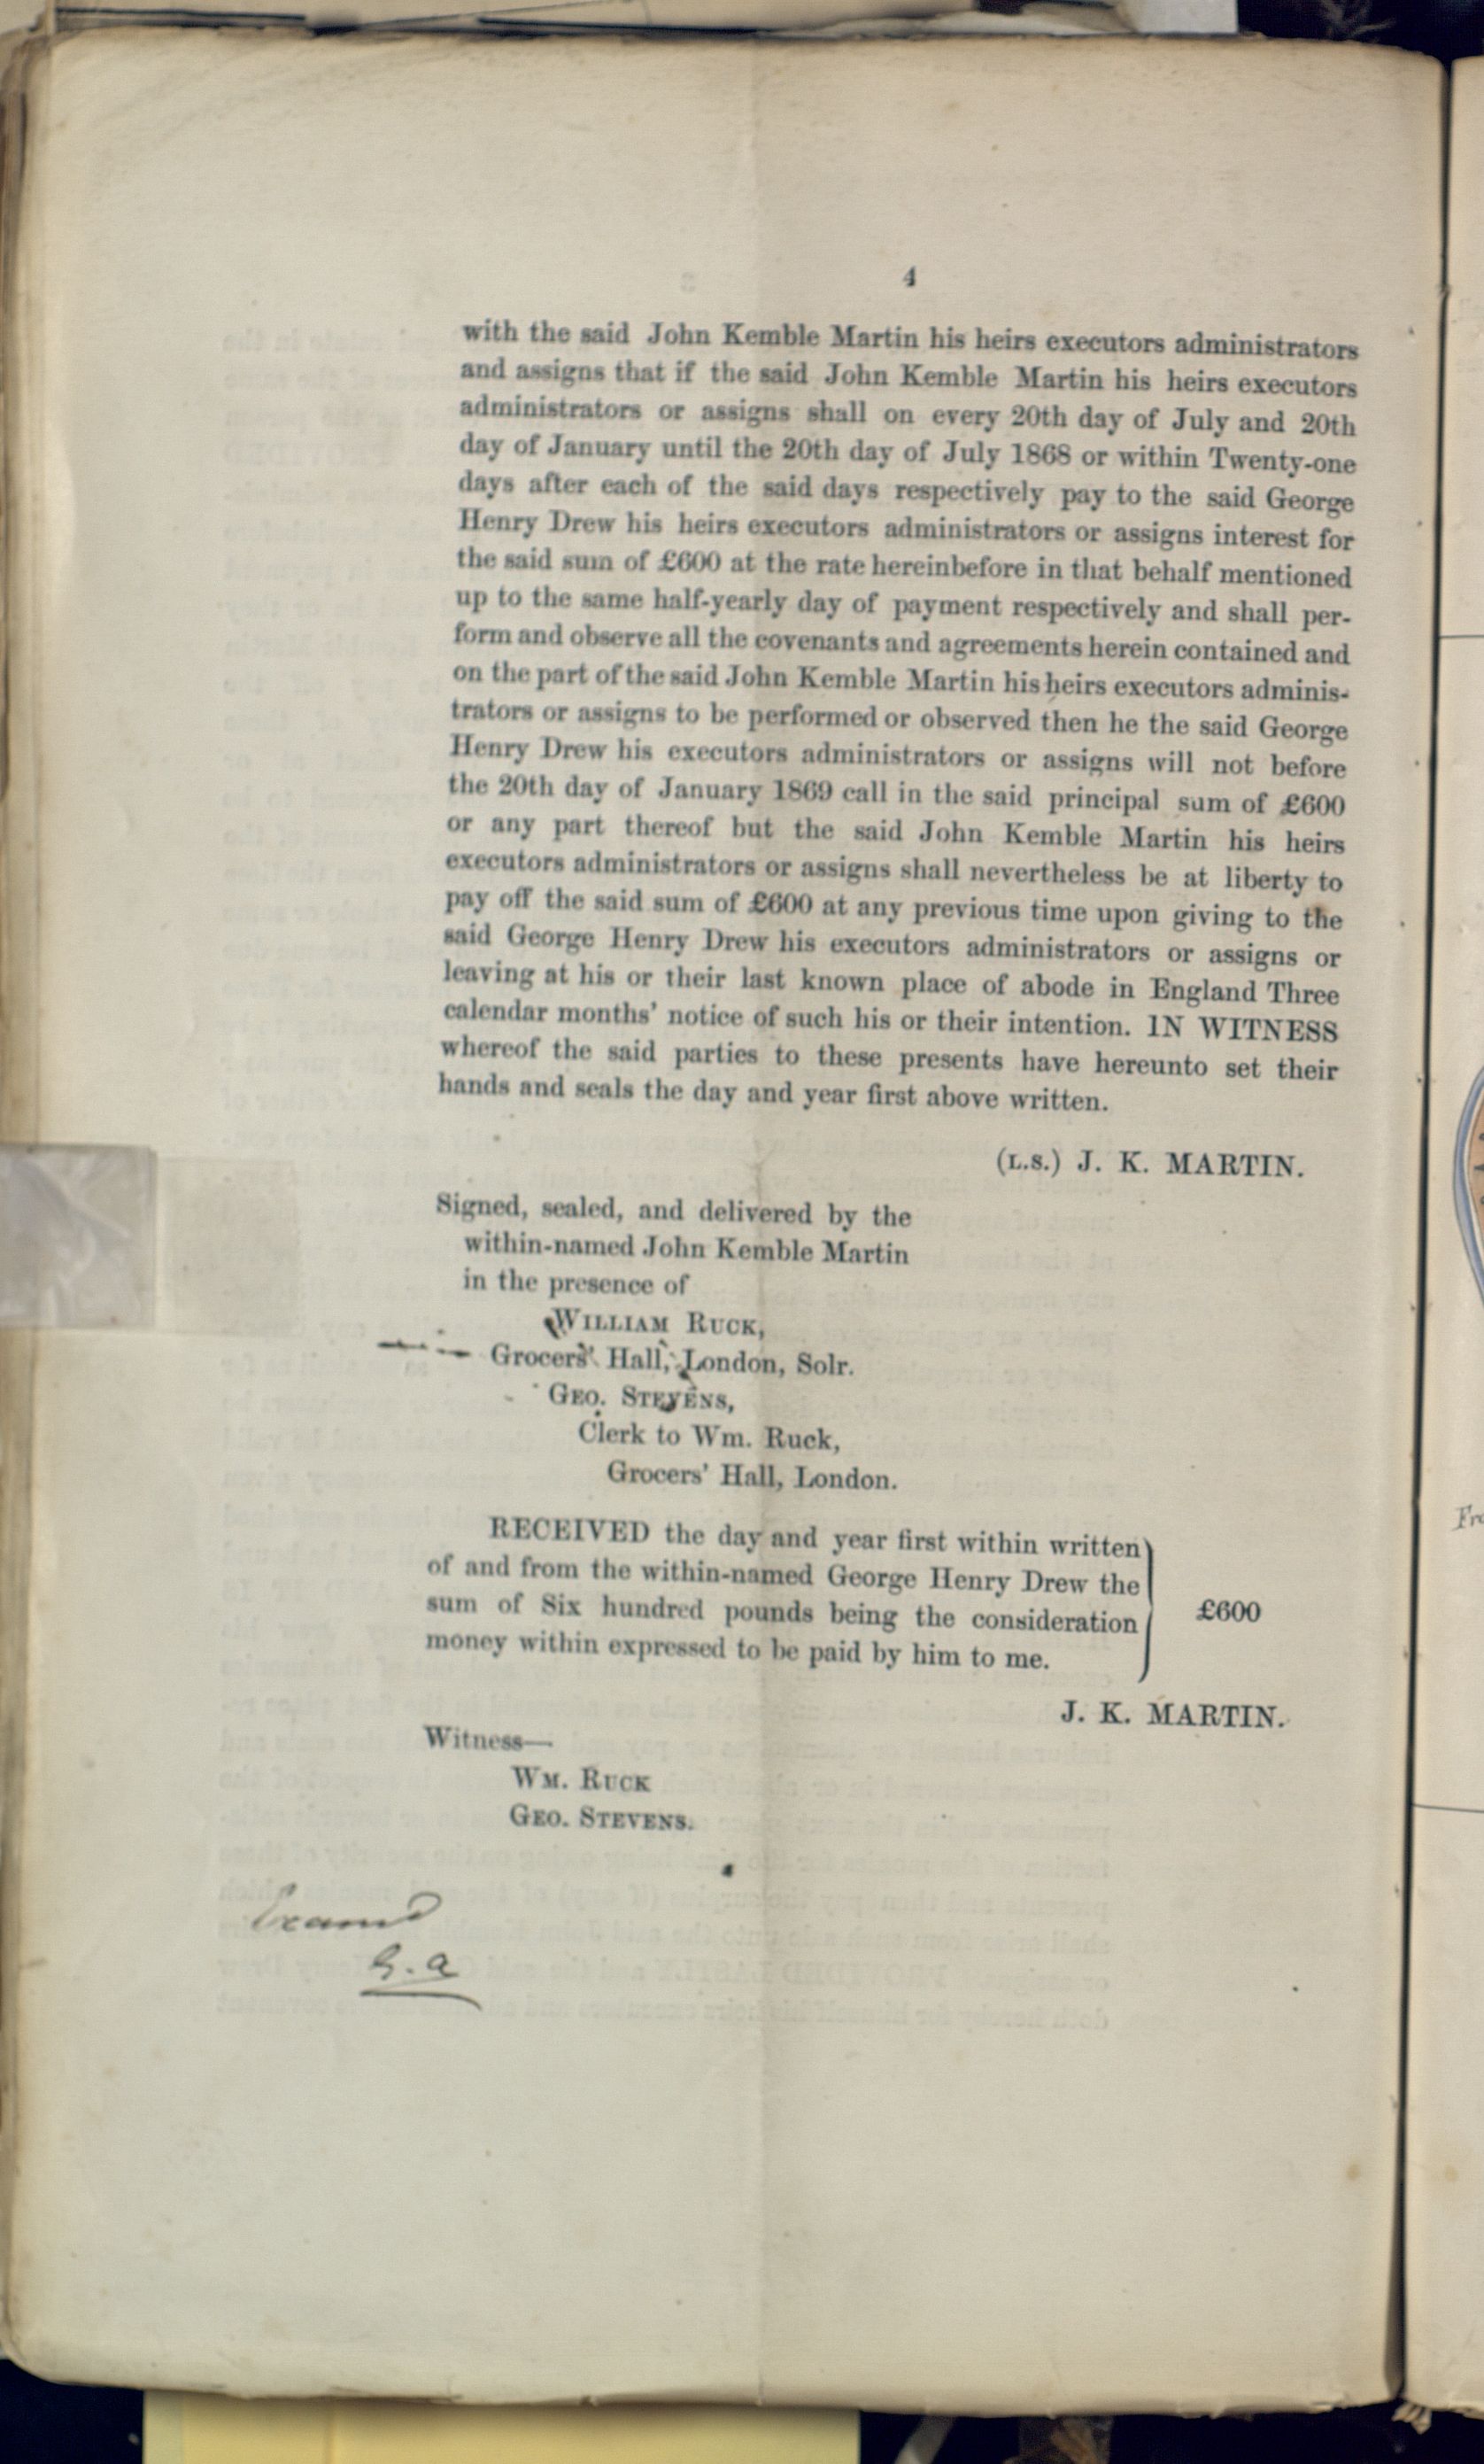 4
with the said John Kemble Martin his heirs executors administrators
and assigns that if the said John Kemble Martin his heirs executors
administrators or assigns shall on every 20th day of July and 20th
day of January until the 20th day of July 1868 or within Twenty-one
days after each of the said days respectively pay to the said George
Henry Drew his heirs executors administrators or assigns interest for
the said sum of £600 at the rate hereinbefore in that behalf mentioned
up to the same half-yearly day of payment respectively and shall per-
form and observe all the covenants and agreements herein contained and
on the part of the said John Kemble Martin his heirs executors adminis-
trators or assigns to be performed or observed then he the said George
Henry Drew his executors administrators or assigns will not before
the 20th day of January 1869 call in the said principal sum of £600
or any part thereof but the said John Kemble Martin his heirs
executors administrators or assigns shall nevertheless be at liberty to
pay off the said sum of £600 at any previous time upon giving to the
said George Henry Drew his executors administrators or assigns or
leaving at his or their last known place of abode in England Three
calendar months' notice of such his or their intention. IN WITNESS
whereof the said parties to these presents have hereunto set their
hands and seals the day and year first above written.
(L.S.) J. K. MARTIN.
Signed, sealed, and delivered by the
within-named John Kemble Martin
in the presence of
WILLIAM RUCK,
Grocers' Hall, London, Solr.
GEO. STEVENS,
Clerk to Wm. Ruck,
Grocers' Hall, London.
RECEIVED the day and year first within written
of and from the within-named George Henry Drew the
sum of Six hundred pounds being the consideration
money within expressed to be paid by him to me.
£600
J. K. MARTIN.
Witness—
WM. RUCK
GEO. STEVENS.
Examd